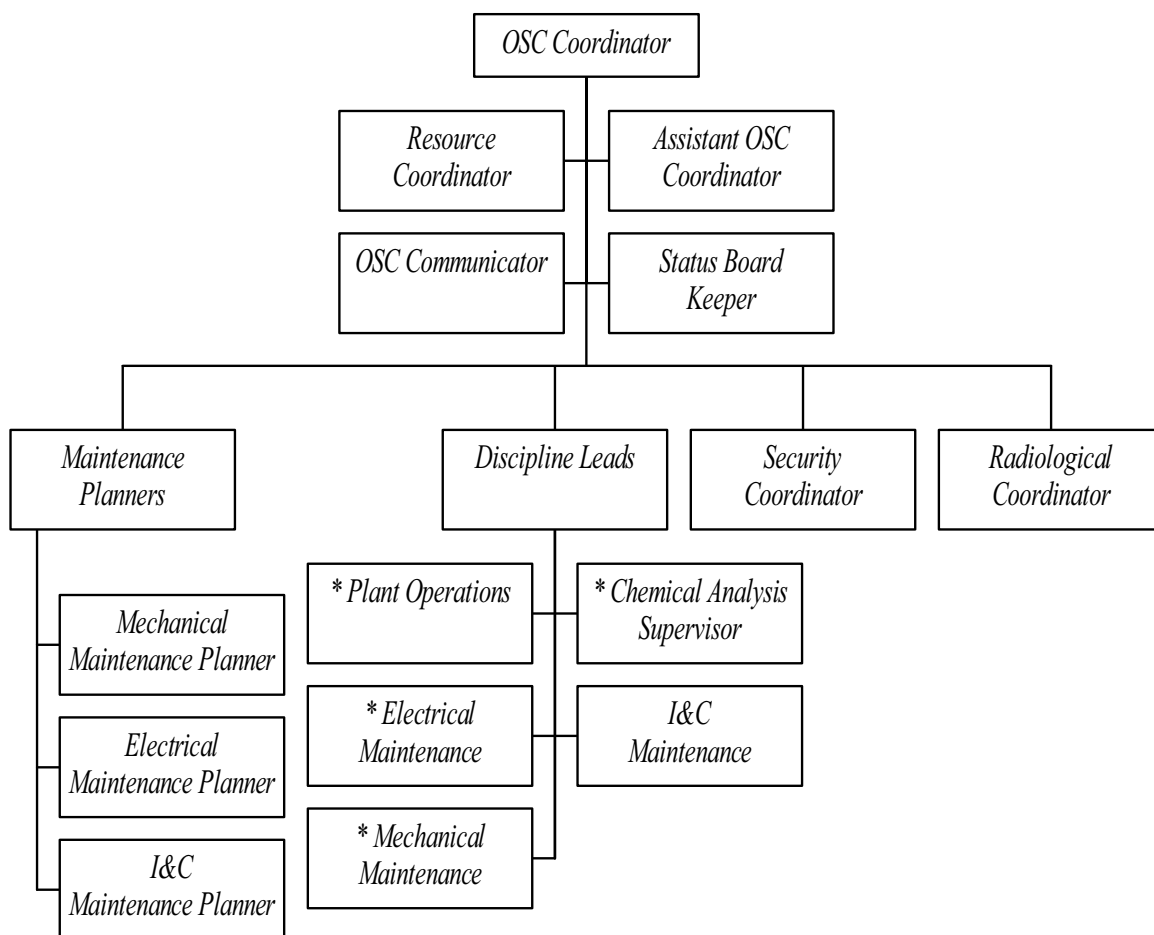 OSC Coordinator
Resource
Coordinator
Assistant OSC
Coordinator
OSC Communicator
Status Board
Keeper
Maintenance
Planners
Discipline Leads
Security
Coordinator
Radiological
Coordinator
Mechanical
Maintenance Planner
Electrical
Maintenance Planner
I&C
Maintenance Planner
* Plant Operations
* Chemical Analysis
Supervisor
* Electrical
Maintenance
I&C
Maintenance
* Mechanical
Maintenance